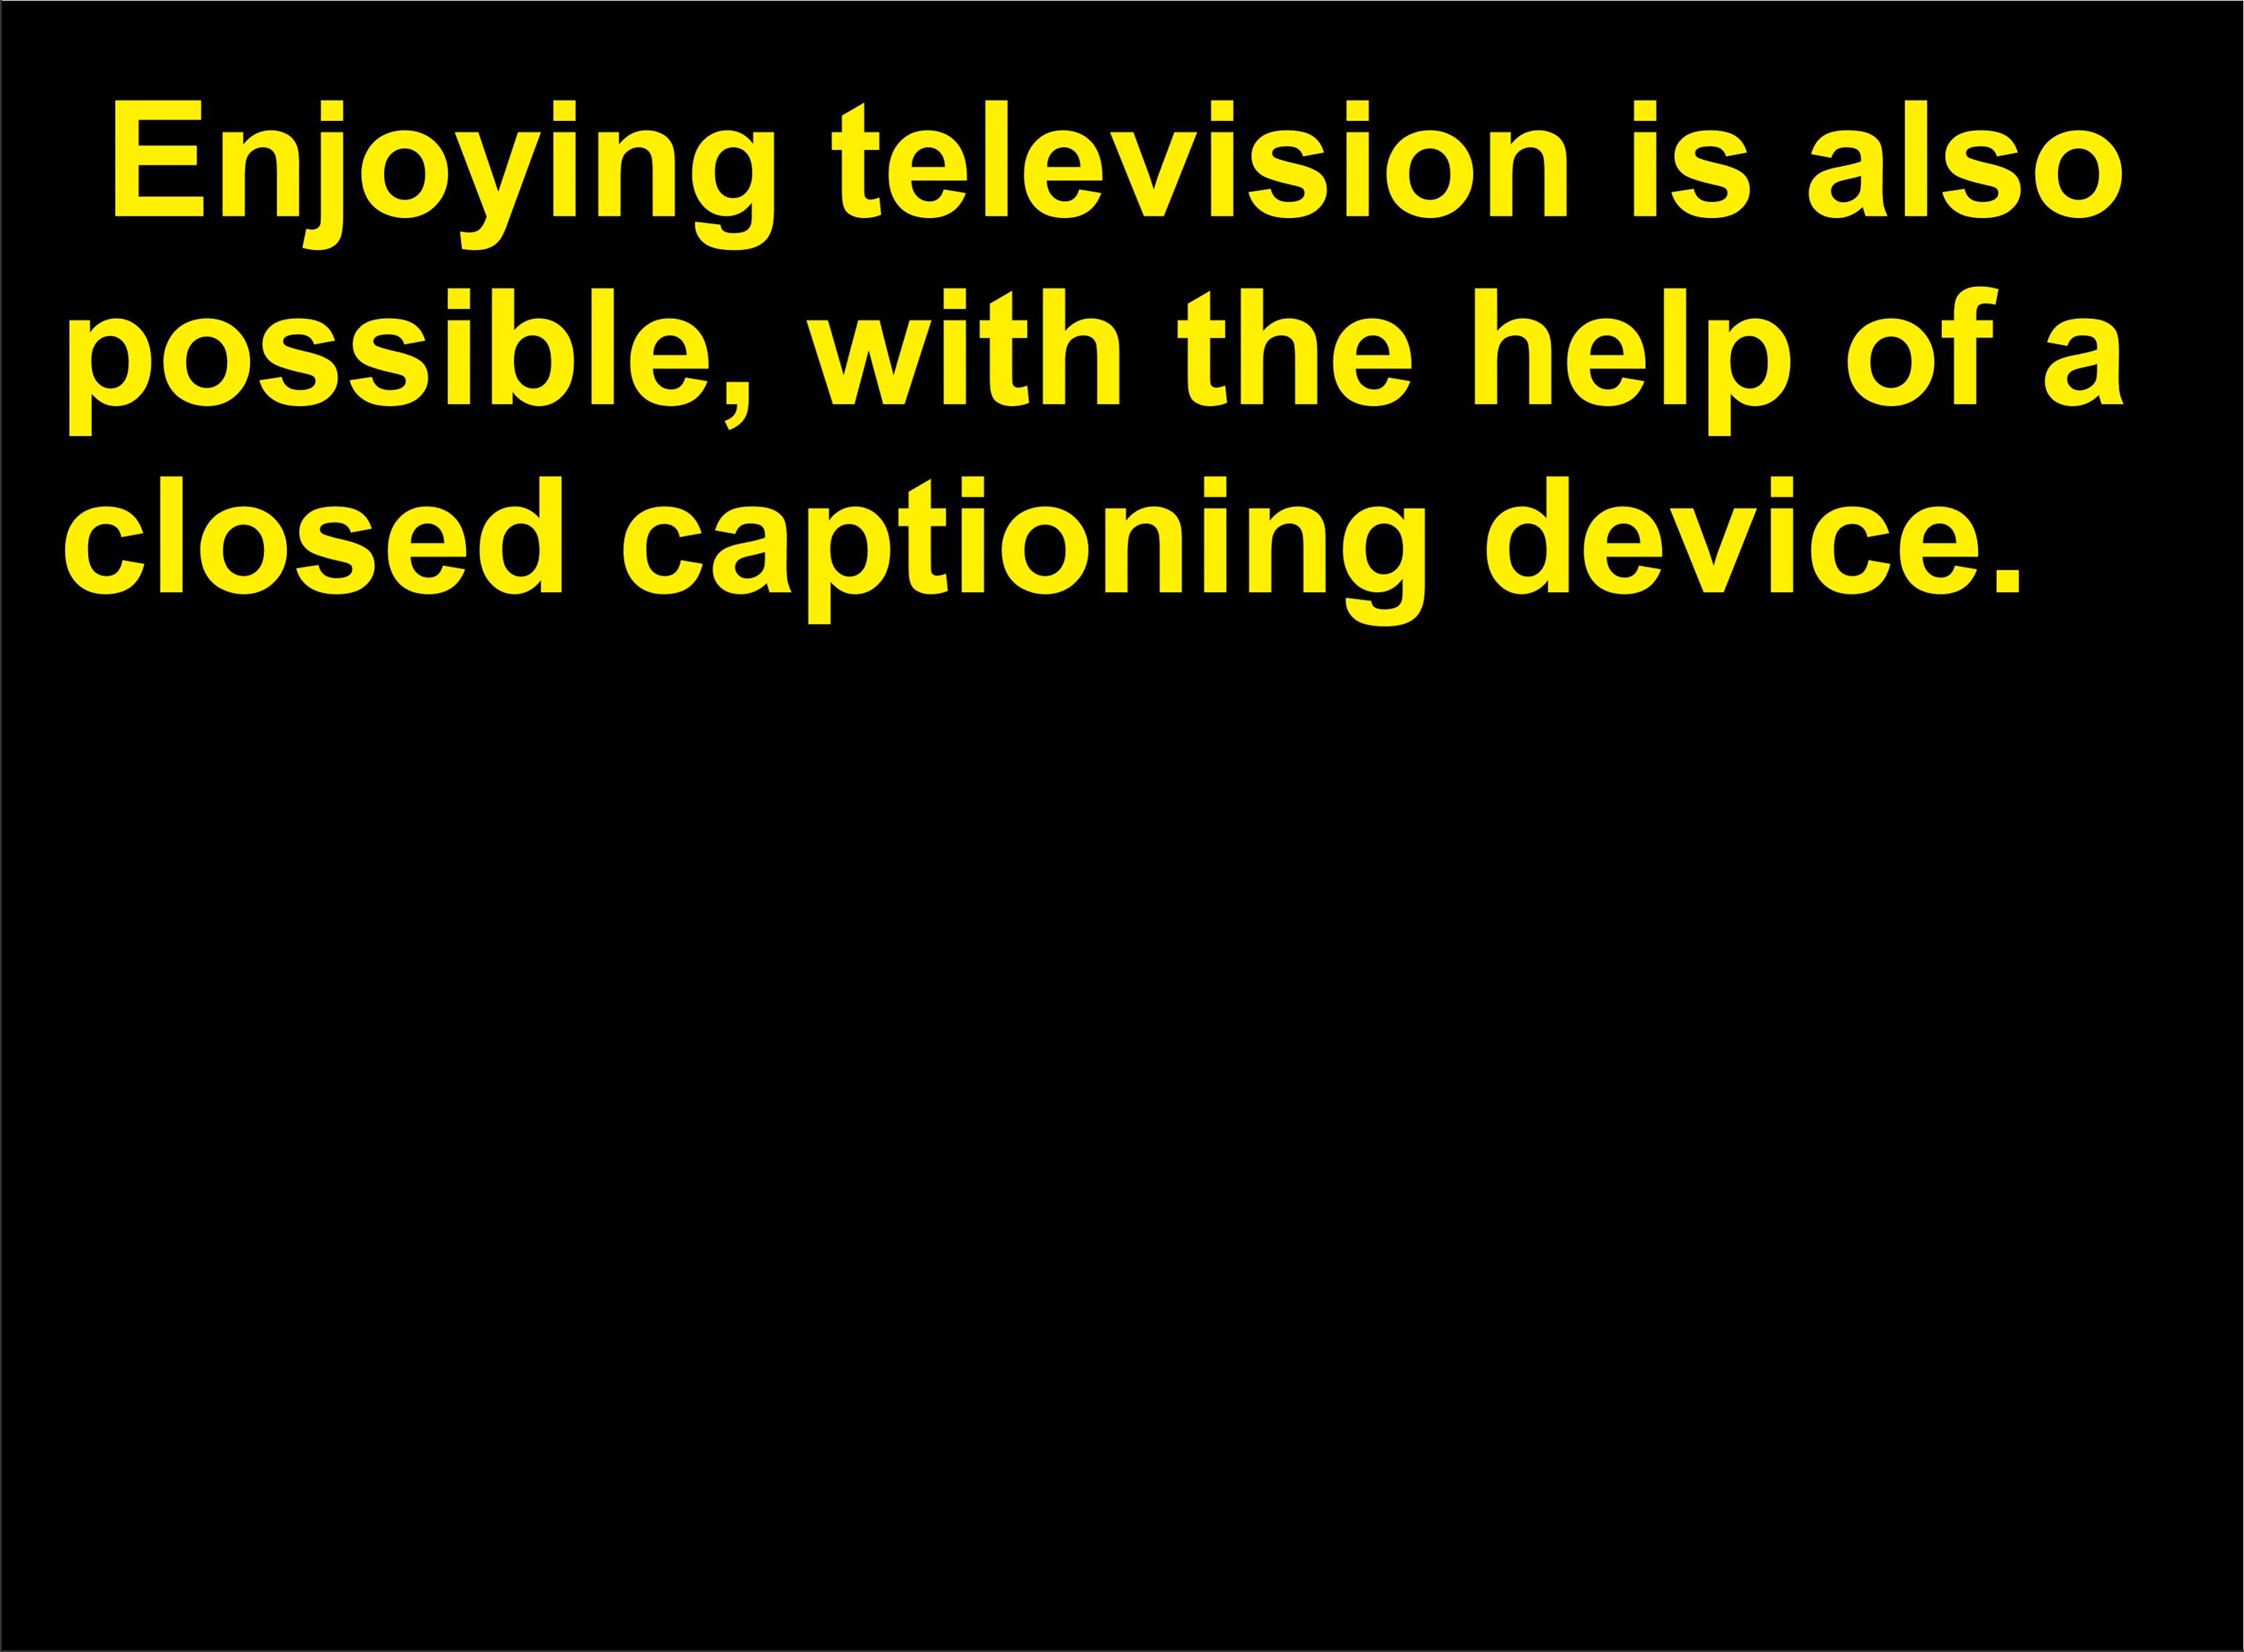 Enjoying television is also
possible, with the help of a
closed captioning device.